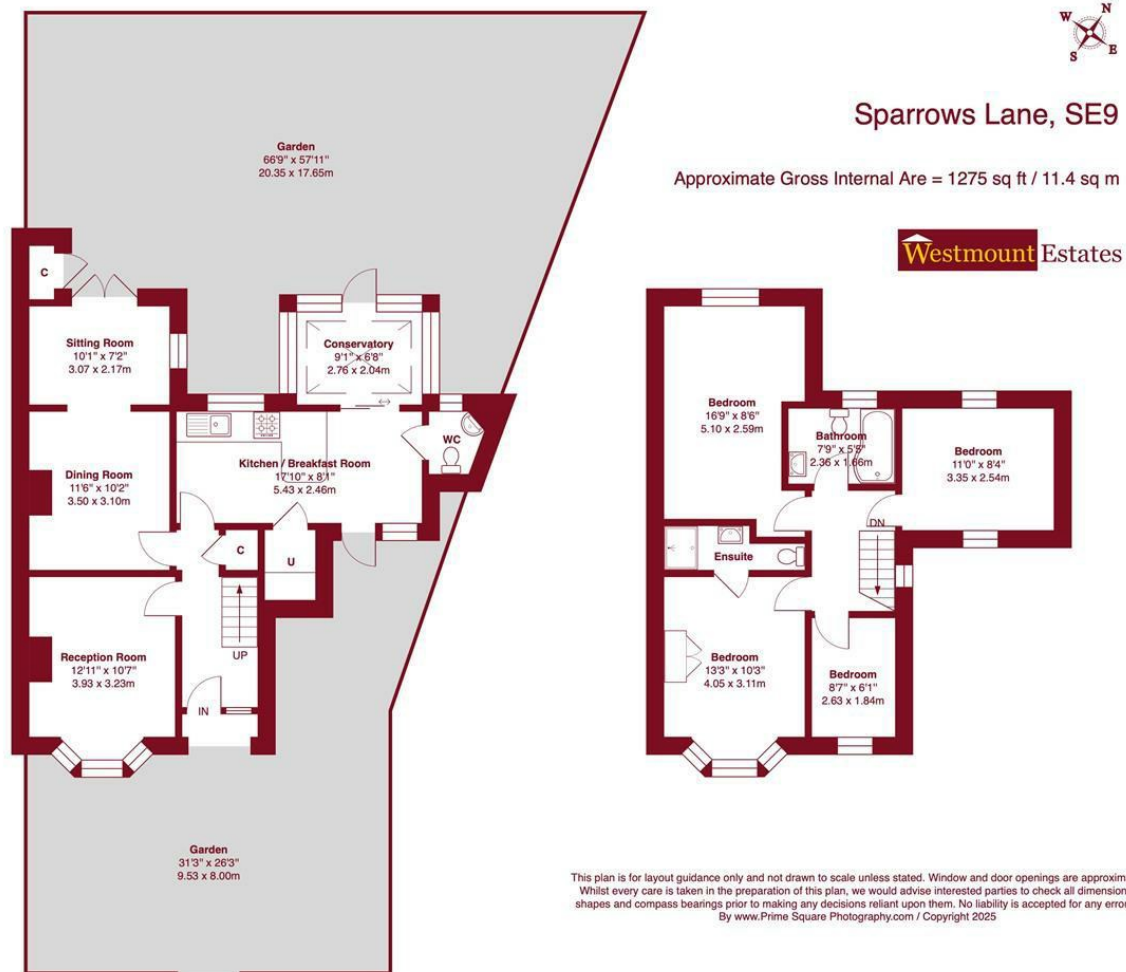 W N
S E
Sparrows Lane, SE9
Approximate Gross Internal Are = 1275 sq ft / 11.4 sq m
Westmount Estates
Garden
66'9" x 57'11"
20.35 x 17.65m
C
Sitting Room
10'1" x 7'2"
3.07 x 2.17m
Conservatory
9'1" x 6'8"
2.76 x 2.04m
WC
Kitchen / Breakfast Room
17'10" x 8'1"
5.43 x 2.46m
Dining Room
11'6" x 10'2"
3.50 x 3.10m
C
U
Reception Room
12'11" x 10'7"
3.93 x 3.23m
UP
IN
Garden
31'3" x 26'3"
9.53 x 8.00m
Bedroom
16'9" x 8'6"
5.10 x 2.59m
Bathroom
7'9" x 5'5"
2.36 x 1.66m
Bedroom
11'0" x 8'4"
3.35 x 2.54m
DN
Ensuite
Bedroom
13'3" x 10'3"
4.05 x 3.11m
Bedroom
8'7" x 6'1"
2.63 x 1.84m
This plan is for layout guidance only and not drawn to scale unless stated. Window and door openings are approxim
Whilst every care is taken in the preparation of this plan, we would advise interested parties to check all dimension
shapes and compass bearings prior to making any decisions reliant upon them. No liability is accepted for any error
By www.Prime Square Photography.com / Copyright 2025